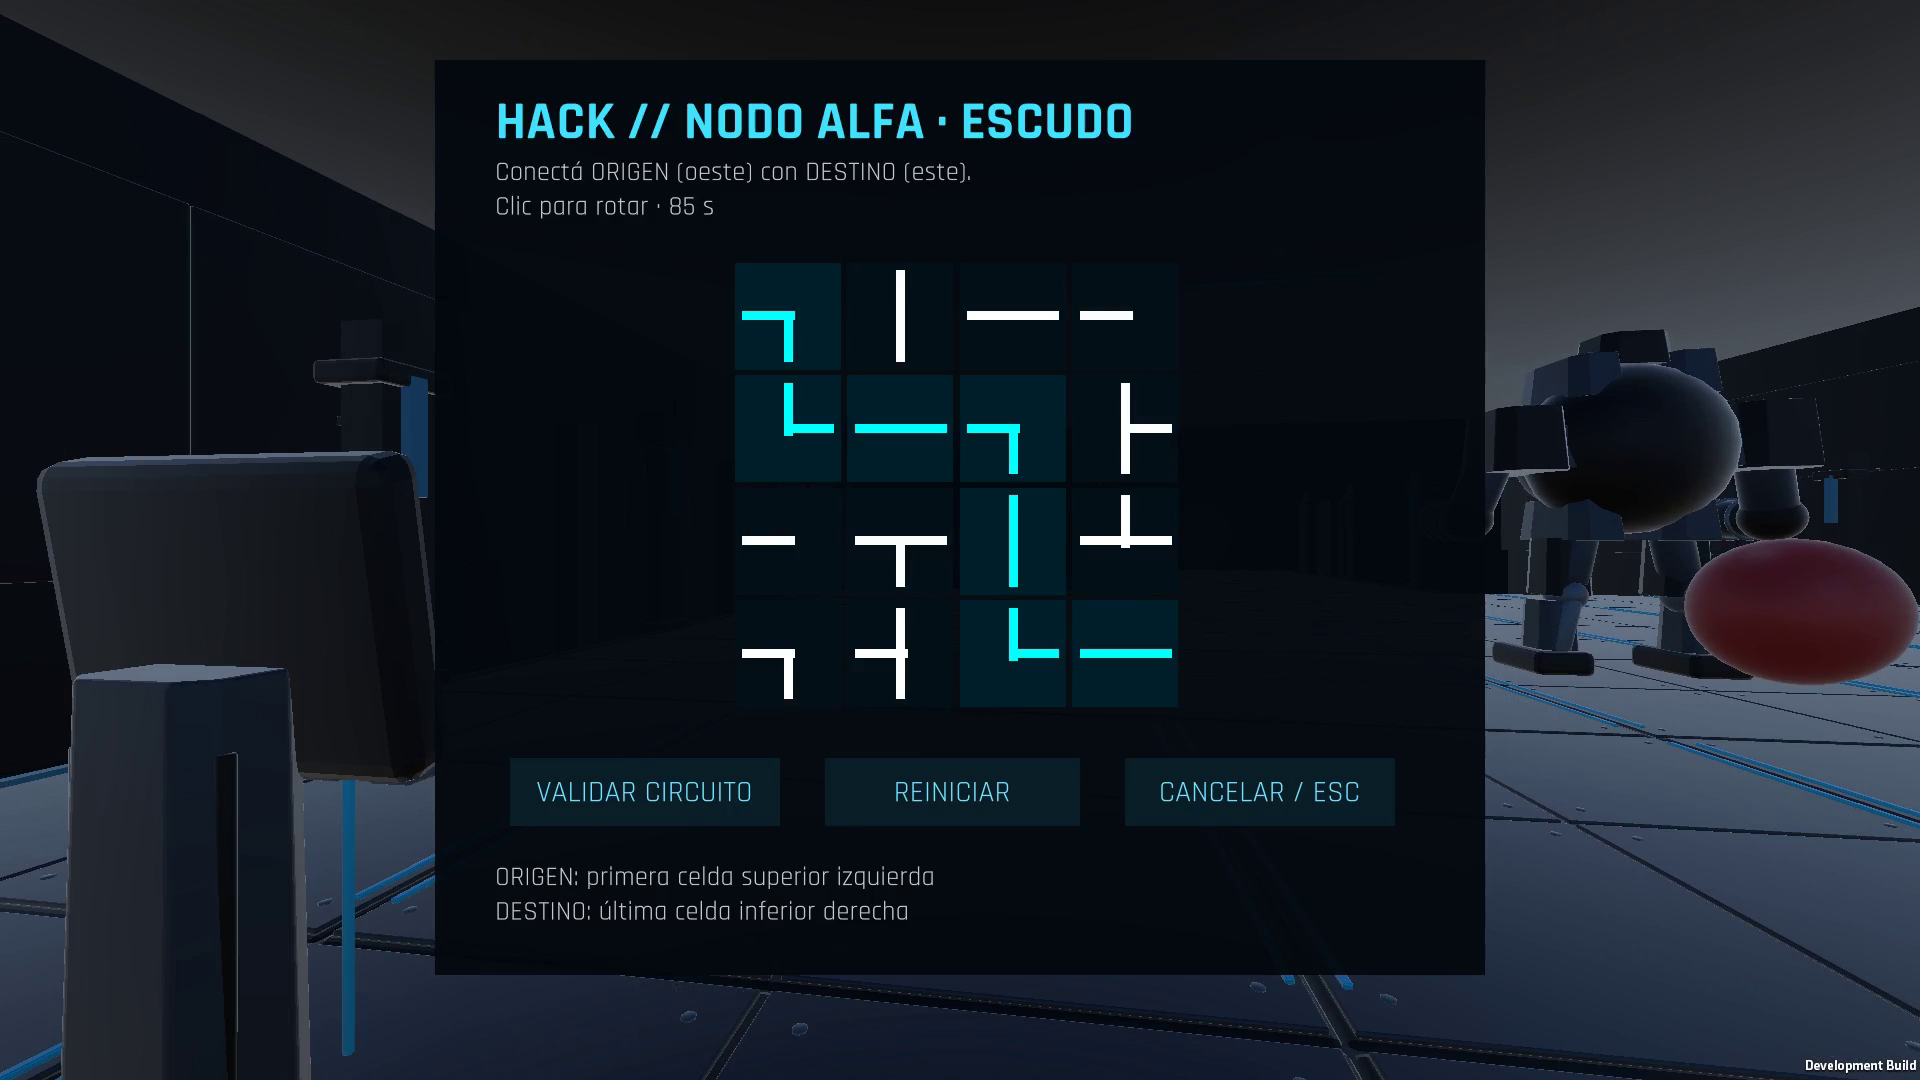 HACK // NODO ALFA · ESCUDO
Conectá ORIGEN (oeste) con DESTINO (este).
Clic para rotar · 85 s
VALIDAR CIRCUITO
REINICIAR
CANCELAR / ESC
ORIGEN: primera celda superior izquierda
DESTINO: última celda inferior derecha
Development Build